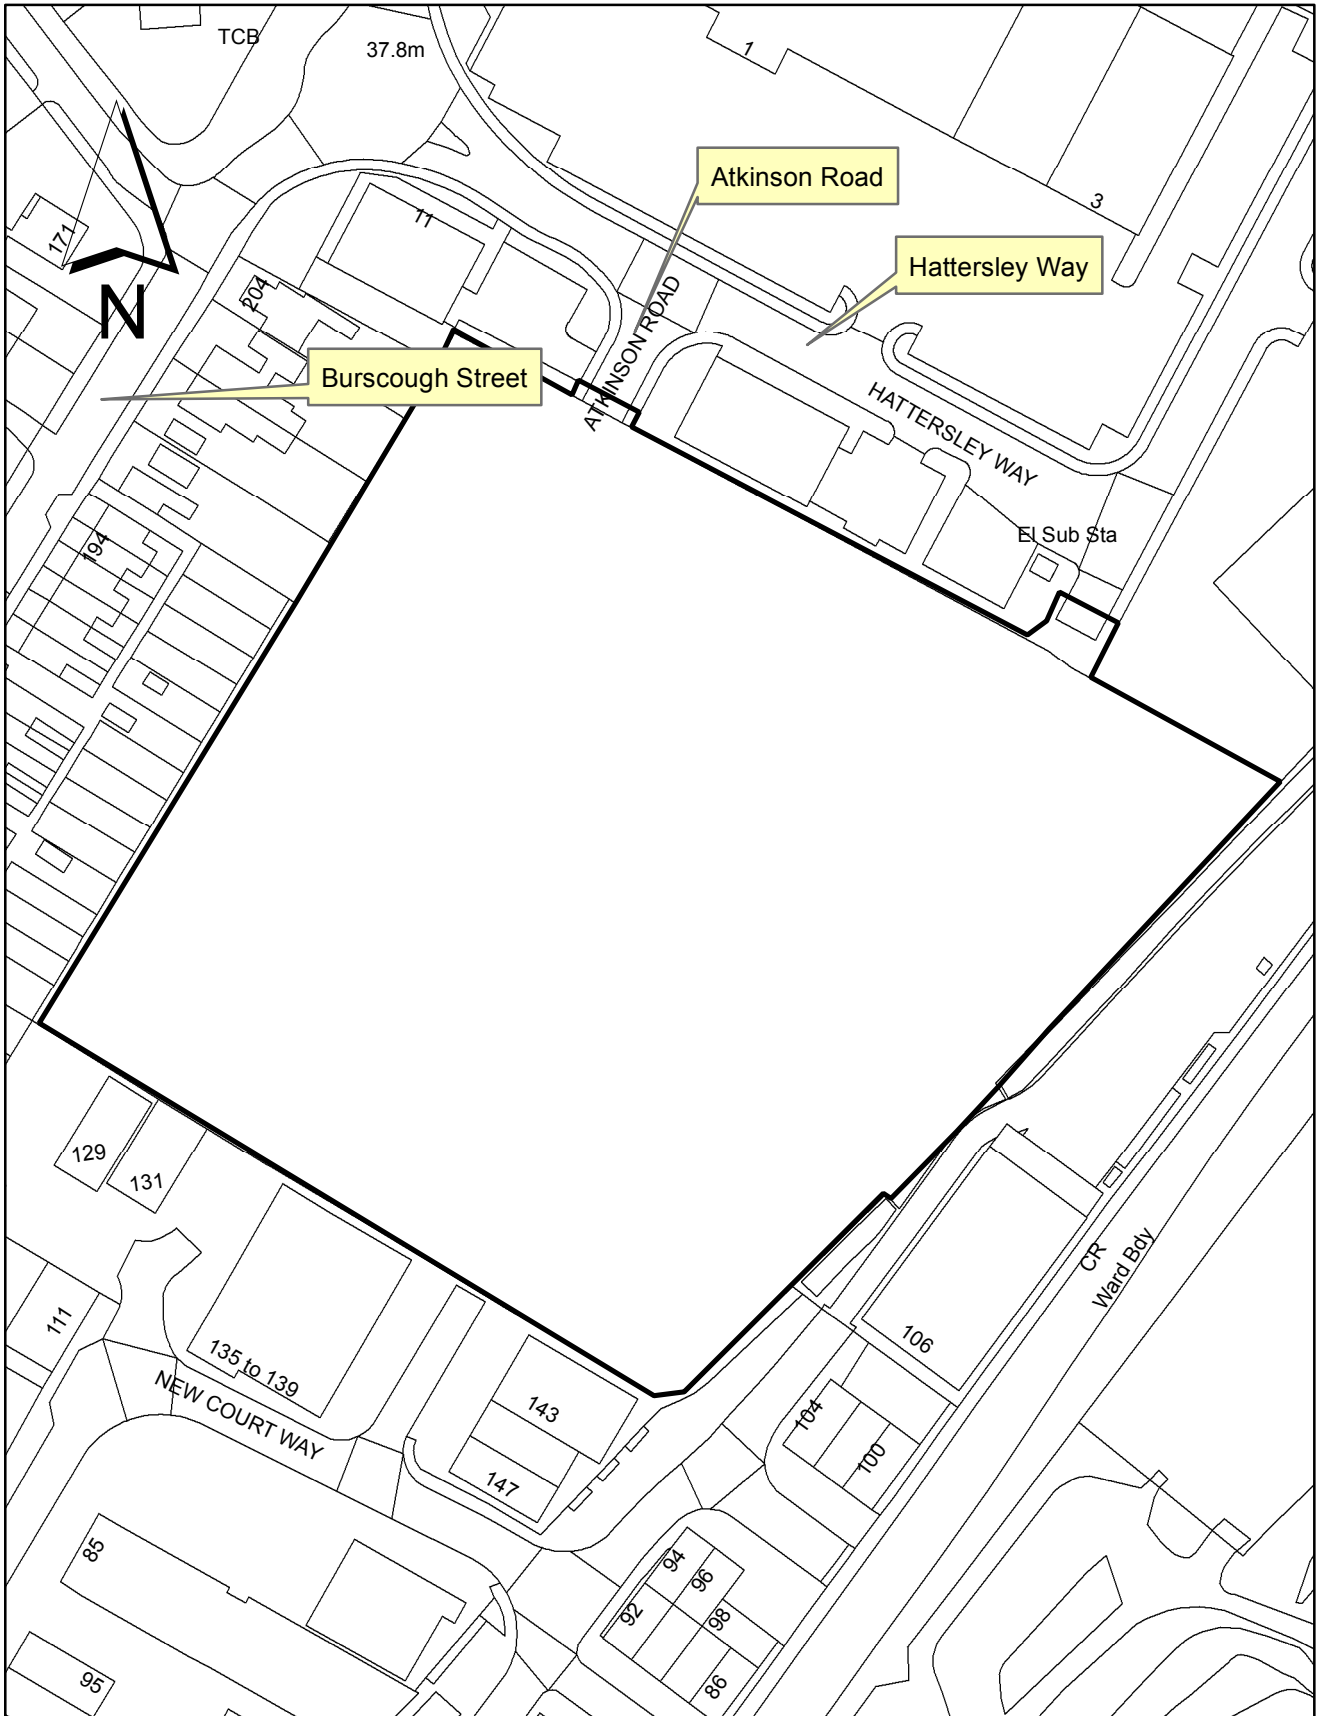 TCB
37.8m
1
Atkinson Road
3
171
11
Hattersley Way
204
N
ATKINSON ROAD
Burscough Street
HATTERSLEY WAY
194
El Sub Sta
129
131
CR
Ward Bdy
111
135 to 139
106
NEW COURT WAY
143
104
100
147
85
94
96
92
98
95
86